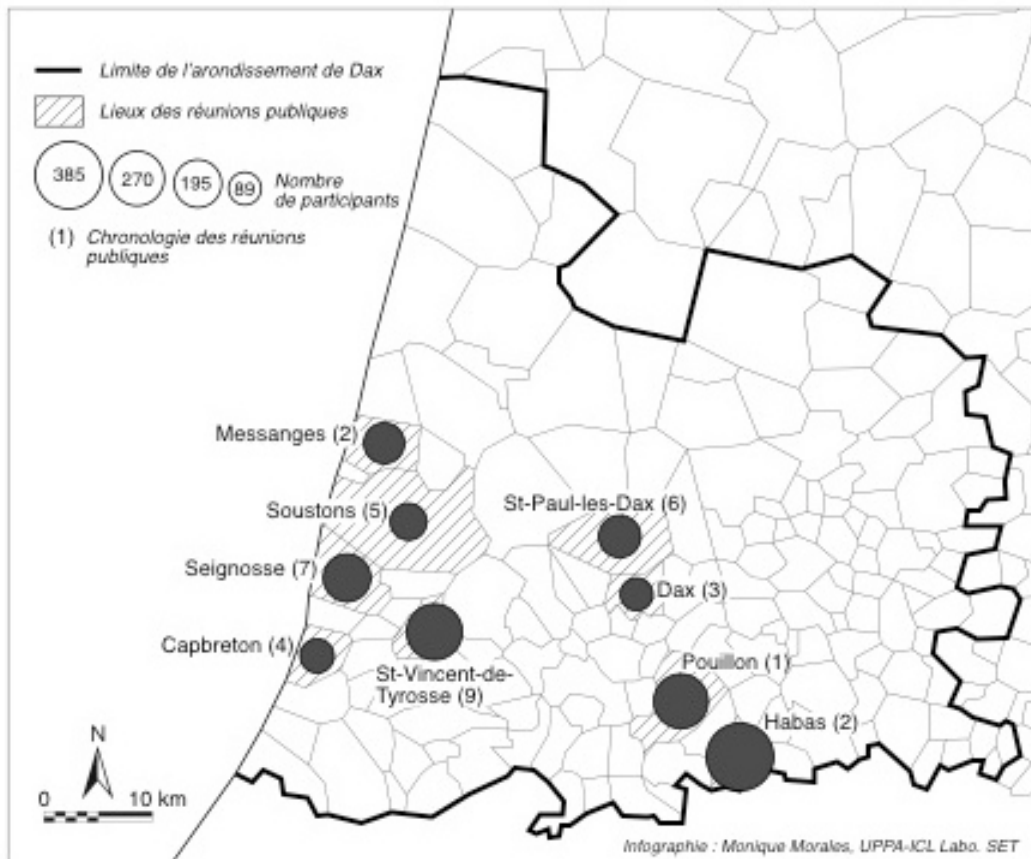 Limite de l'arondissement de Dax
Lieux des réunions publiques
385
270
195
89
Nombre
de participants
(1) Chronologie des réunions
publiques
Messanges (2)
Soustons (5)
St-Paul-les-Dax (6)
Seignosse (7)
Dax (3)
Capbreton (4)
St-Vincent-de-
Tyrosse (9)
Pouillon (1)
Habas (2)
N
0 10 km
Infographie : Monique Morales, UPPA-ICL Labo. SET